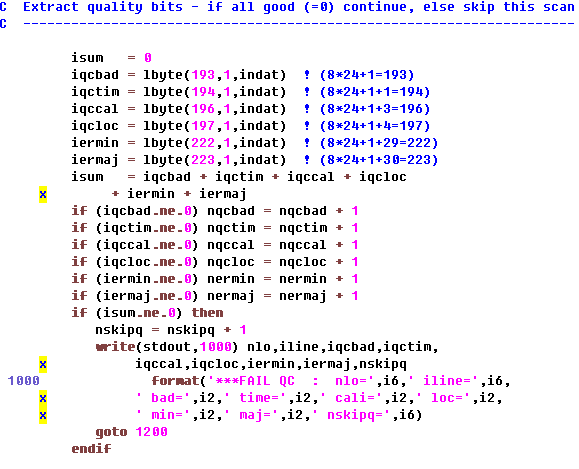 C  Extract quality bits - if all good (=0) continue, else skip this scan
C  ---------------------------------------------------------------------
isum   = 0
iqcbad = lbyte(193,1,indat)  ! (8*24+1=193)
iqctim = lbyte(194,1,indat)  ! (8*24+1+1=194)
iqccal = lbyte(196,1,indat)  ! (8*24+1+3=196)
iqcloc = lbyte(197,1,indat)  ! (8*24+1+4=197)
iermin = lbyte(222,1,indat)  ! (8*24+1+29=222)
iermaj = lbyte(223,1,indat)  ! (8*24+1+30=223)
isum   = iqcbad + iqctim + iqccal + iqcloc
x        + iermin + iermaj
if (iqcbad.ne.0) nqcbad = nqcbad + 1
if (iqctim.ne.0) nqctim = nqctim + 1
if (iqccal.ne.0) nqccal = nqccal + 1
if (iqcloc.ne.0) nqcloc = nqcloc + 1
if (iermin.ne.0) nermin = nermin + 1
if (iermaj.ne.0) nermaj = nermaj + 1
if (isum.ne.0) then
nskipq = nskipq + 1
write(stdout,1000) nlo,iline,iqcbad,iqctim,
x           iqccal,iqcloc,iermin,iermaj,nskipq
1000              format('***FAIL QC  :  nlo=',i6,' iline=',i6,
x           ' bad=',i2,' time=',i2,' cali=',i2,' loc=',i2,
x           ' min=',i2,' maj=',i2,' nskipq=',i6)
goto 1200
endif